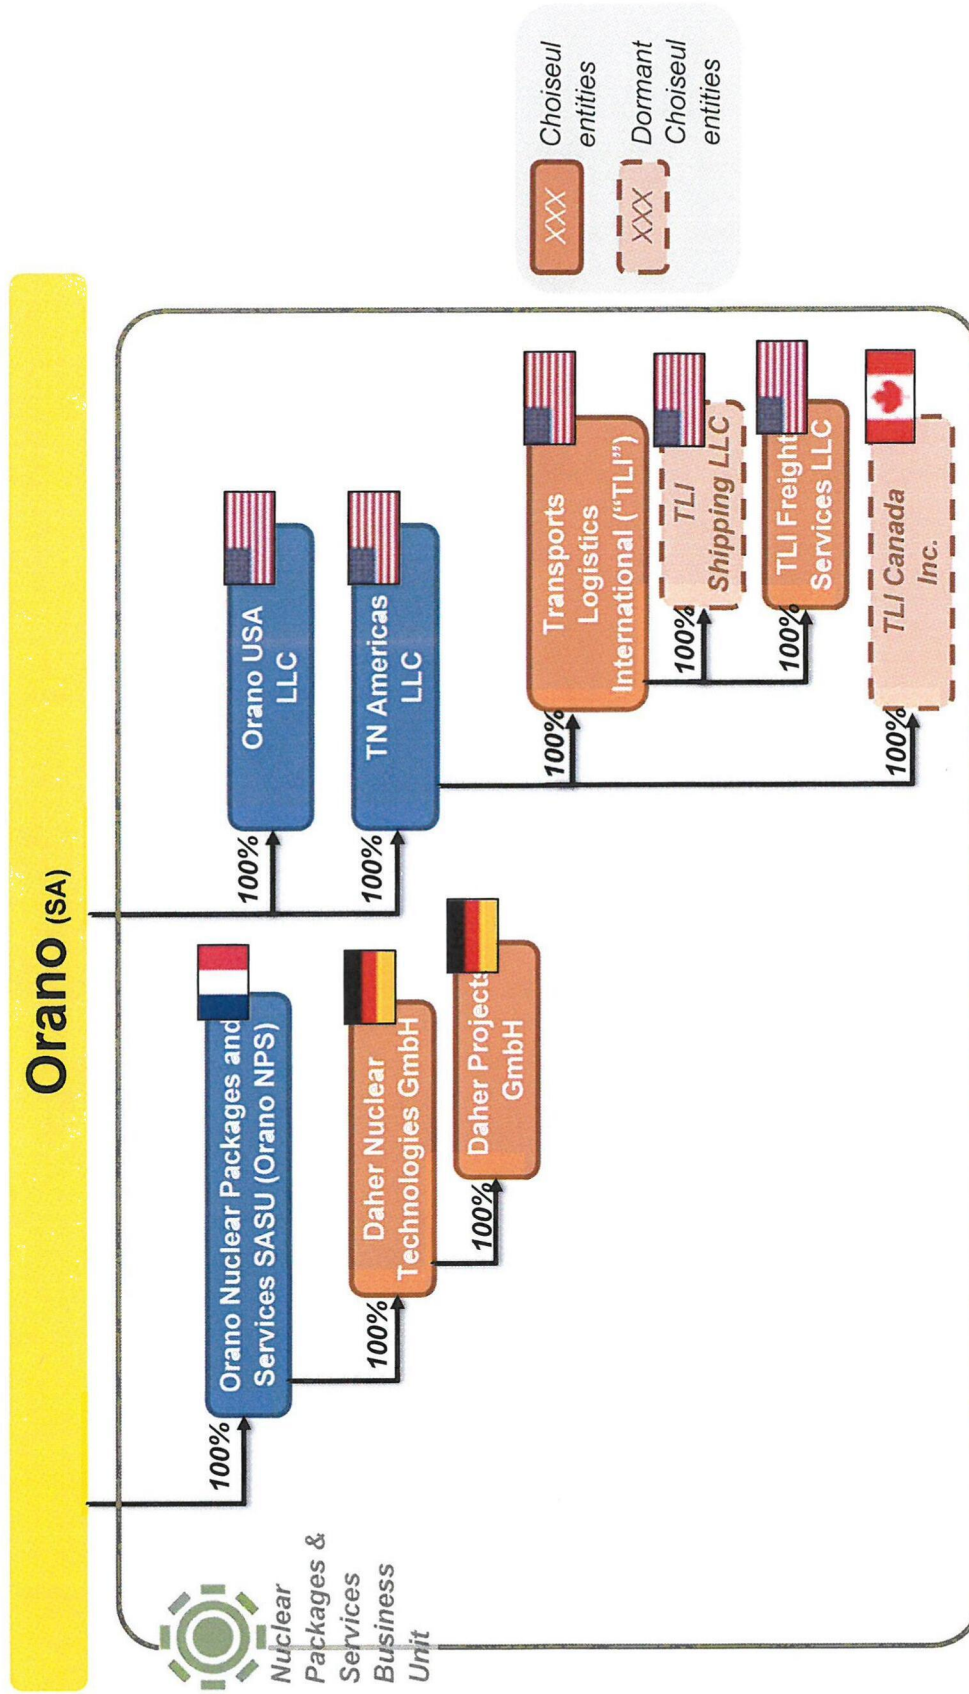 Orano (SA)
Nuclear
Packages &
Services
Business
Unit
100%
Orano Nuclear Packages and
Services SASU (Orano NPS)
100%
Daher Nuclear
Technologies GmbH
100%
Daher Projects
GmbH
100%
Orano USA
LLC
100%
TN Americas
LLC
100%
Transports
Logistics
International ("TLI")
100%
TLI
Shipping LLC
100%
TLI Freight
Services LLC
100%
TLI Canada
Inc.
XXX
Choiseul
entities
XXX
Dormant
Choiseul
entities